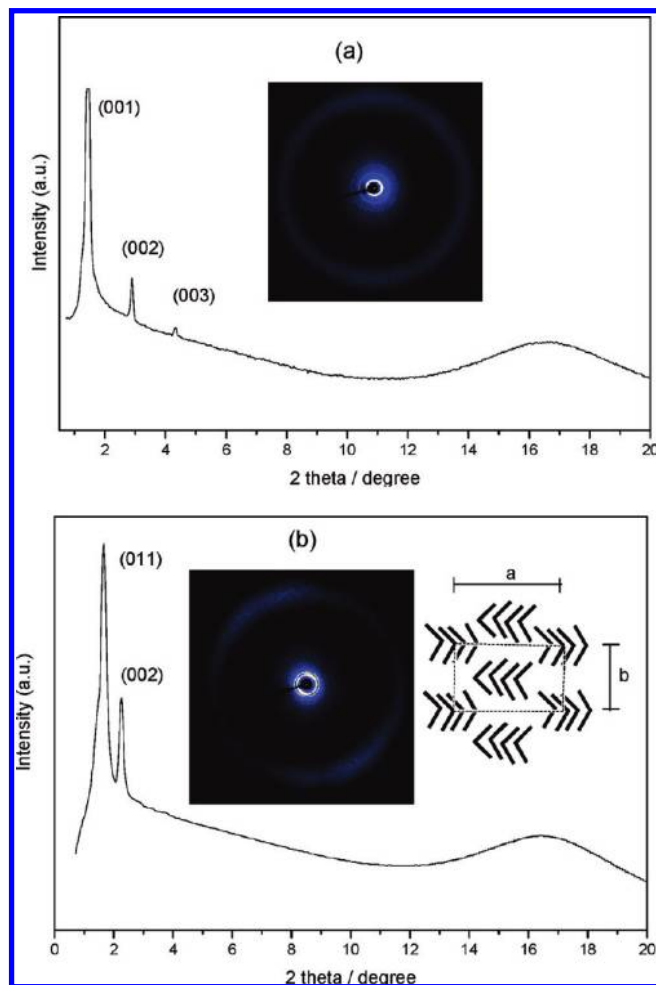 (a)
(001)
(002)
(003)
Intensity (a.u.)
2 4 6 8 10 12 14 16 18 20
2 theta / degree
(b)
(011)
(002)
a
b
Intensity (a.u.)
0 2 4 6 8 10 12 14 16 18 20
2 theta / degree